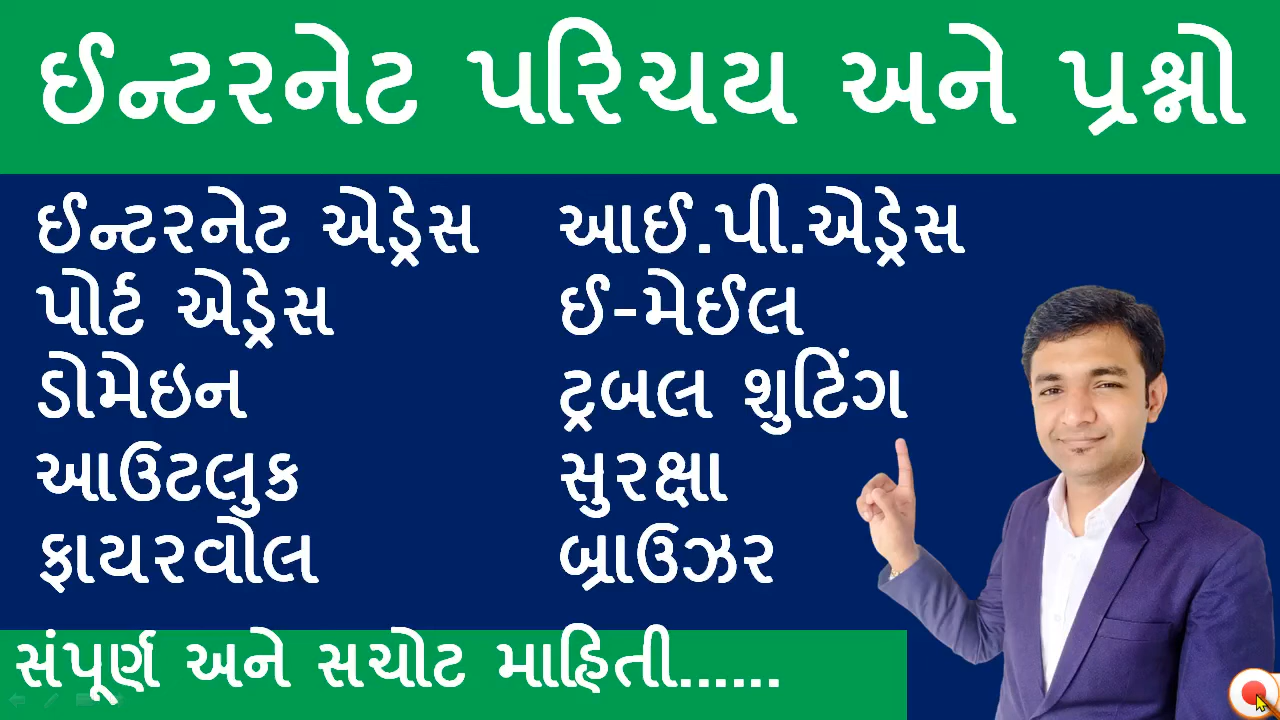 ઈન્ટરનેટ પરિચય અને પ્રશ્નો
ઈન્ટરનેટ એડ્રેસ
પોર્ટ એડ્રેસ
ડોમેઇન
આઉટલુક
ફાયરવોલ
આઈ.પી.એડ્રેસ
ઈ-મેઈલ
ટ્રબલ શુટિંગ
સુરક્ષા
બ્રાઉઝર
સંપૂર્ણ અને સચોટ માહિતી......